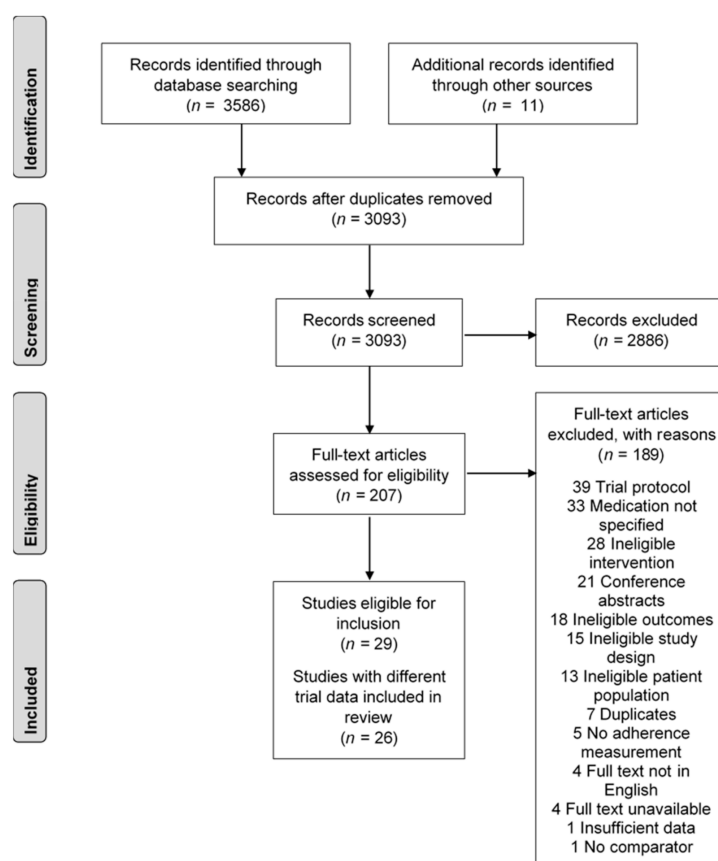 Identification
Records identified through
database searching
(n = 3586)
Additional records identified
through other sources
(n = 11)
Records after duplicates removed
(n = 3093)
Screening
Records screened
(n = 3093)
Records excluded
(n = 2886)
Eligibility
Full-text articles
assessed for eligibility
(n = 207)
Full-text articles
excluded, with reasons
(n = 189)
39 Trial protocol
33 Medication not
specified
28 Ineligible
intervention
21 Conference
abstracts
18 Ineligible outcomes
15 Ineligible study
design
13 Ineligible patient
population
7 Duplicates
5 No adherence
measurement
4 Full text not in
English
4 Full text unavailable
1 Insufficient data
1 No comparator
Included
Studies eligible for
inclusion
(n = 29)
Studies with different
trial data included in
review
(n = 26)